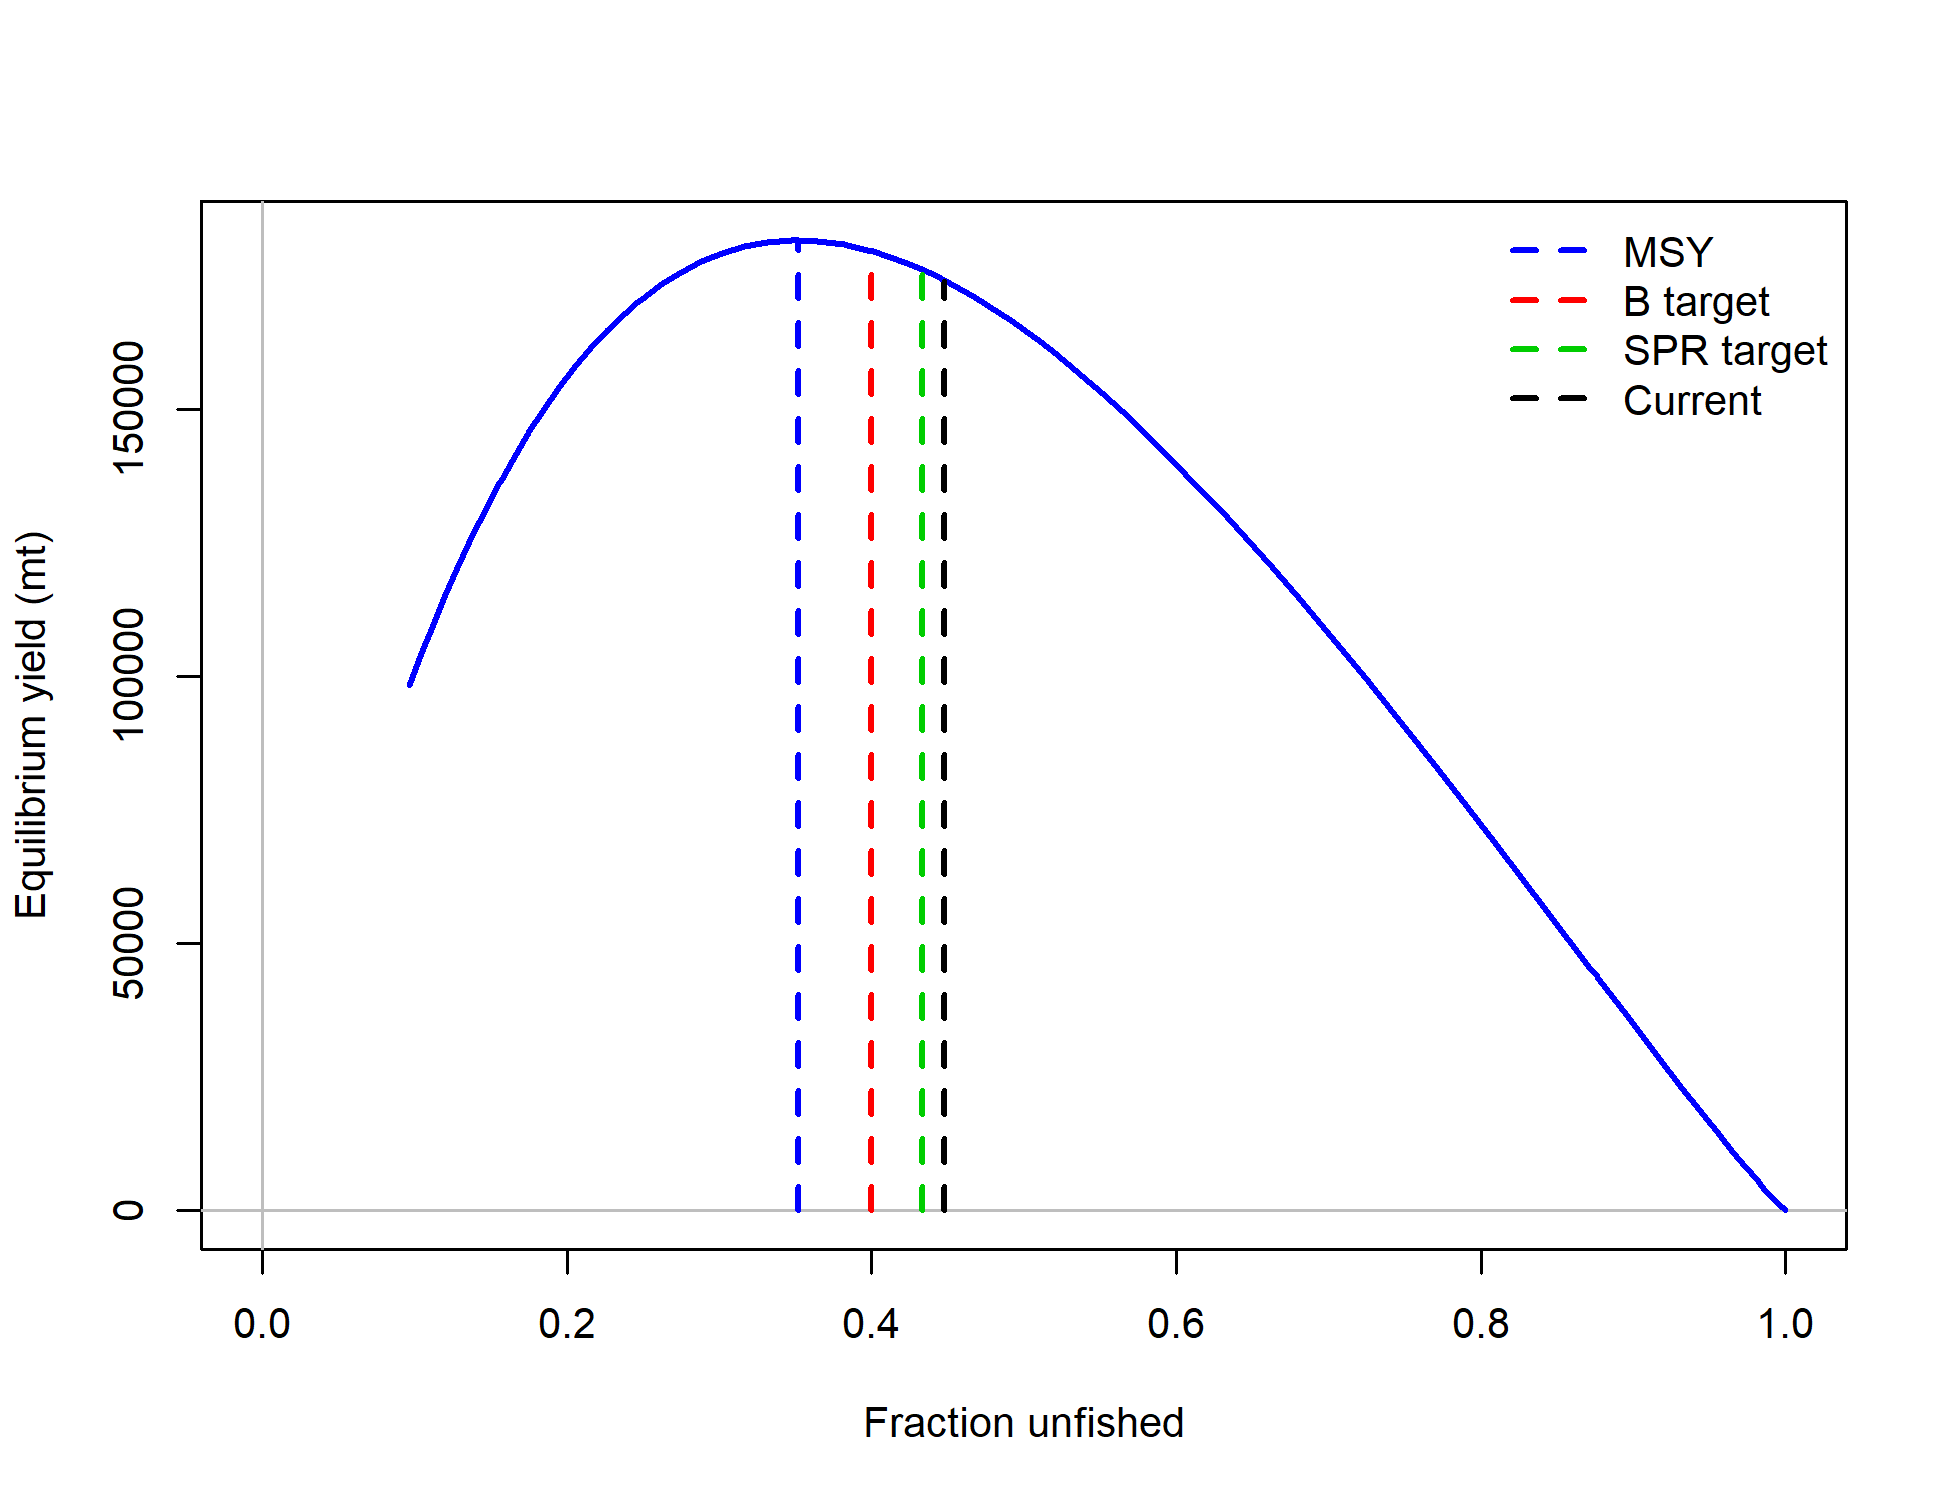 MSY
B target
SPR target
Current
150000
100000
50000
0
Equilibrium yield (mt)
0.0 0.2 0.4 0.6 0.8 1.0
Fraction unfished